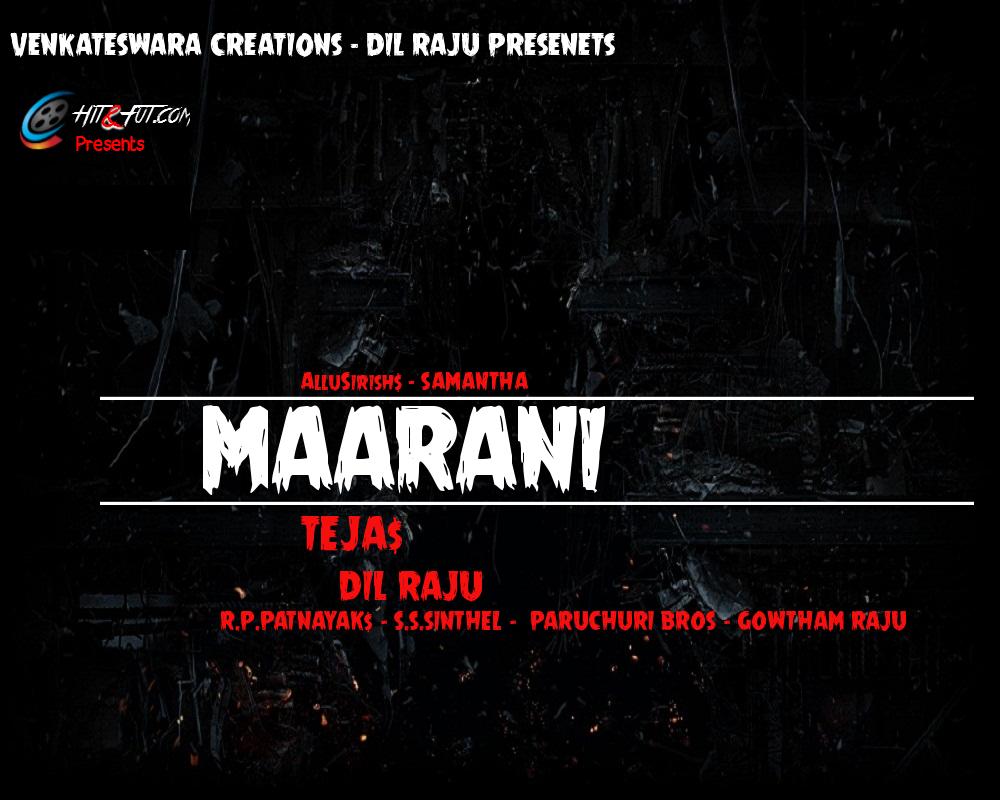 VENKATESWARA CREATIONS - DIL RAJU PRESENETS
HIT&FUT.COM
Presents
ALLUSIRISH$ - SAMANTHA
MAARANI
TEJA$
DIL RAJU
R.P.PATNAYAK$ - S.S.SINTHEL - PARUCHURI BROS - GOWTHAM RAJU